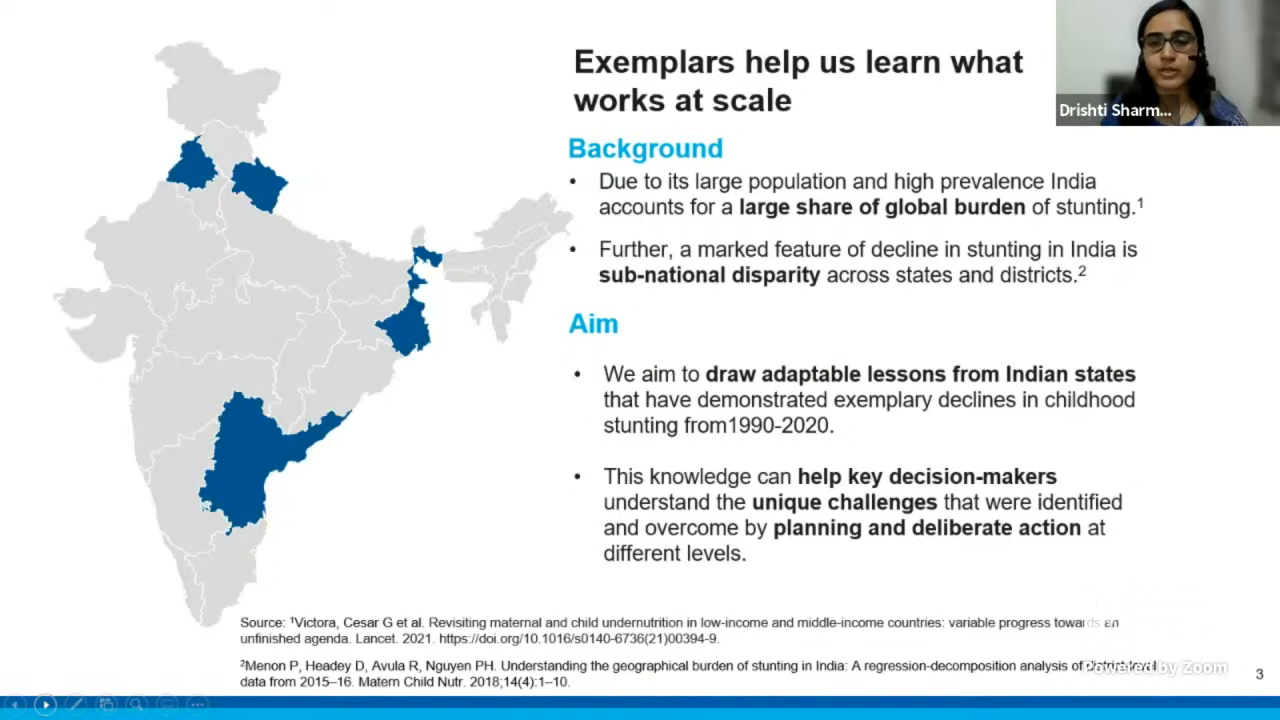 Exemplars help us learn what
works at scale
Drishti Sharm...
Background
• Due to its large population and high prevalence India
accounts for a large share of global burden of stunting.1
• Further, a marked feature of decline in stunting in India is
sub-national disparity across states and districts.2
Aim
• We aim to draw adaptable lessons from Indian states
that have demonstrated exemplary declines in childhood
stunting from1990-2020.
• This knowledge can help key decision-makers
understand the unique challenges that were identified
and overcome by planning and deliberate action at
different levels.
Source: 1Victora, Cesar G et al. Revisiting maternal and child undernutrition in low-income and middle-income countries: variable progress towards an
unfinished agenda. Lancet. 2021. https://doi.org/10.1016/s0140-6736(21)00394-9.
2Menon P, Headey D, Avula R, Nguyen PH. Understanding the geographical burden of stunting in India: A regression-decomposition analysis of
data from 2015–16. Matern Child Nutr. 2018;14(4):1–10.
Powered by Zoom
3